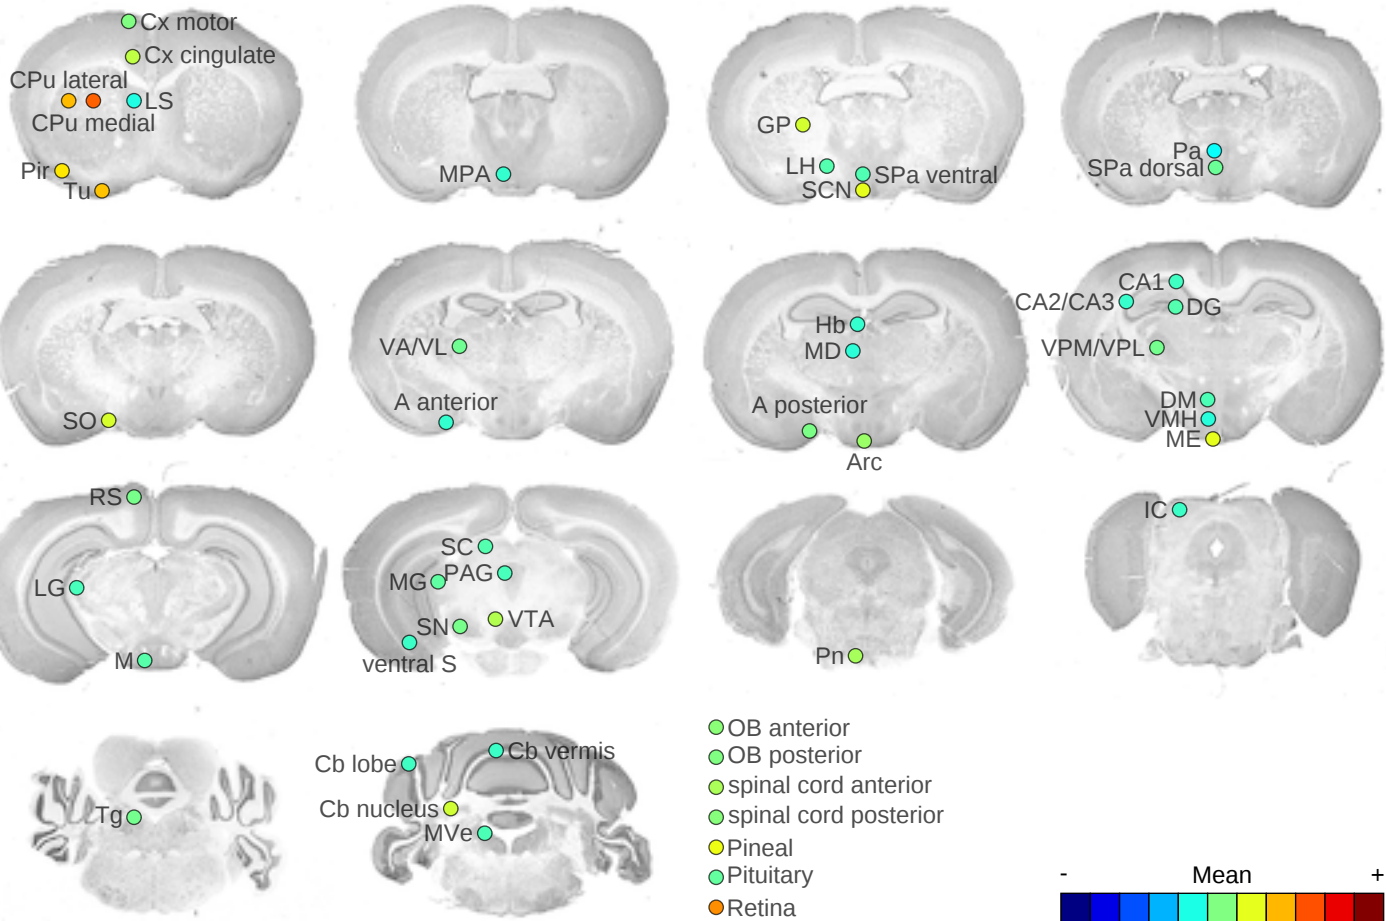 Cx motor
Cx cingulate
CPu lateral
LS
CPu medial
Pir
Tu
MPA
GP
LH
SPa ventral
SCN
Pa
SPa dorsal
SO
VA/VL
A anterior
Hb
MD
A posterior
Arc
CA1
CA2/CA3
DG
VPM/VPL
DM
VMH
ME
RS
LG
M
SC
MG
PAG
SN
VTA
ventral S
Pn
IC
Tg
Cb lobe
Cb vermis
Cb nucleus
MVe
OB anterior
OB posterior
spinal cord anterior
spinal cord posterior
Pineal
Pituitary
Retina
- Mean +